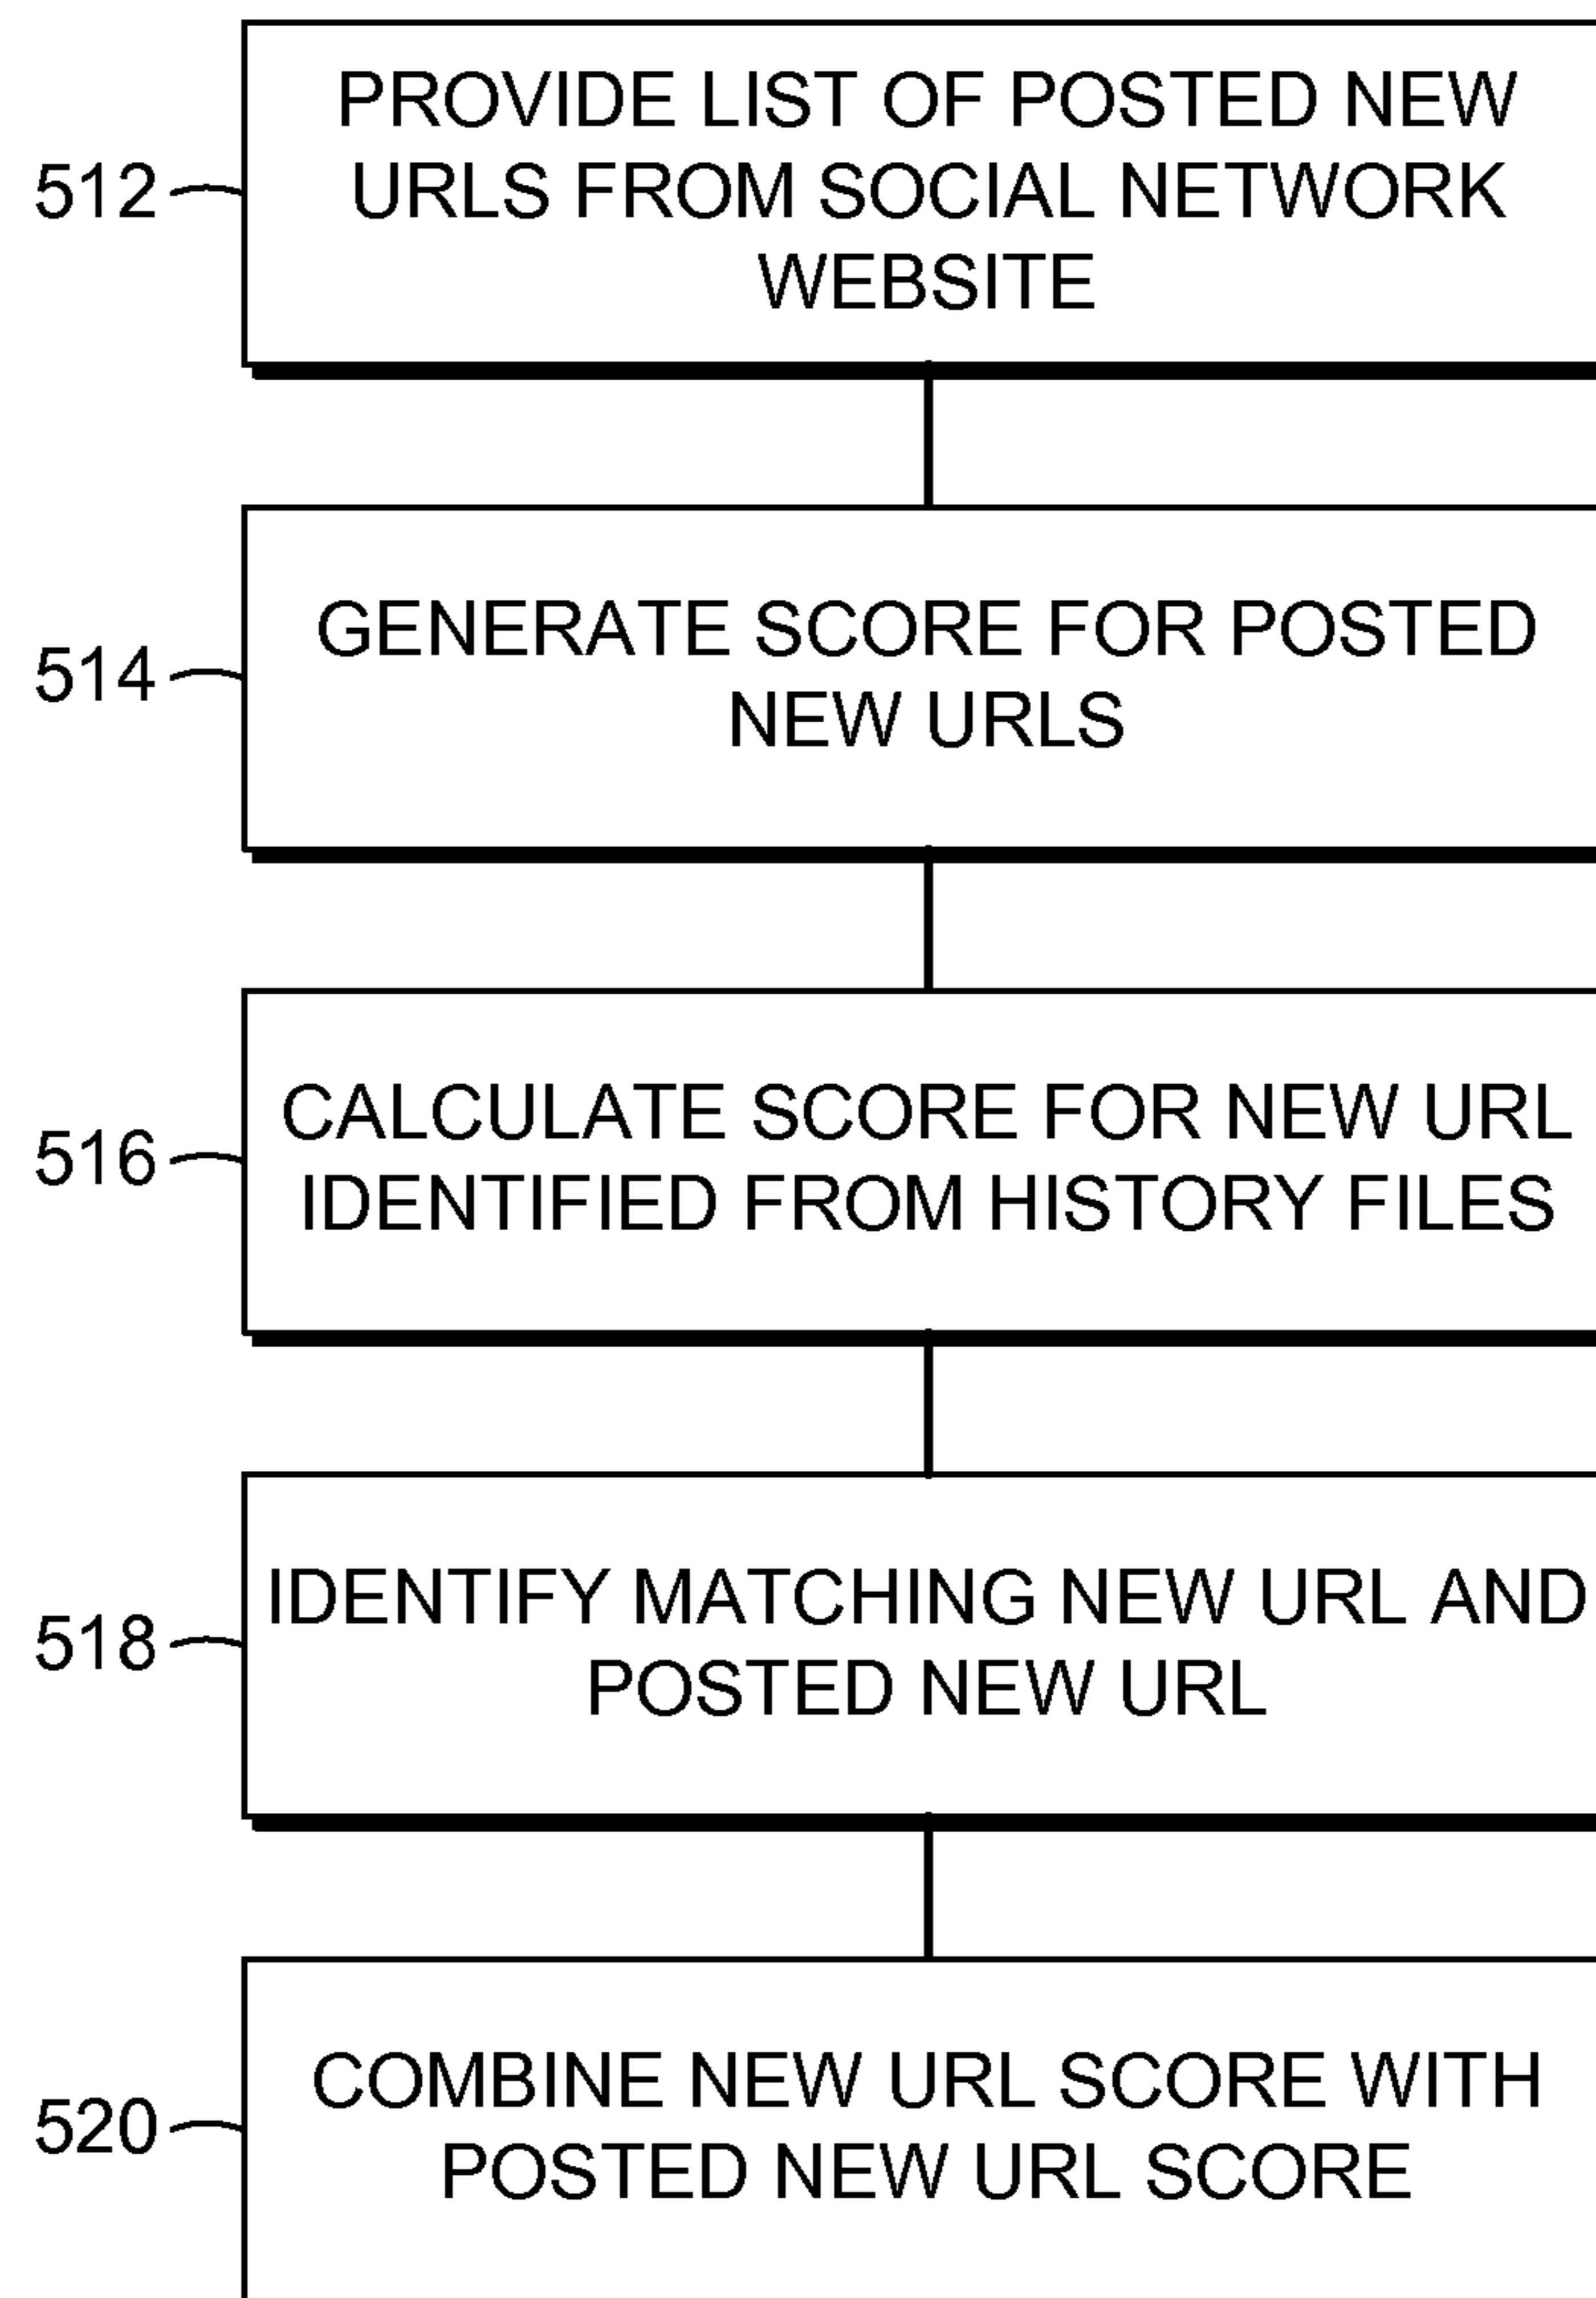 PROVIDE LIST OF POSTED NEW
URLS FROM SOCIAL NETWORK
WEBSITE
512
GENERATE SCORE FOR POSTED
NEW URLS
514
CALCULATE SCORE FOR NEW URL
IDENTIFIED FROM HISTORY FILES
516
IDENTIFY MATCHING NEW URL AND
POSTED NEW URL
518
COMBINE NEW URL SCORE WITH
POSTED NEW URL SCORE
520